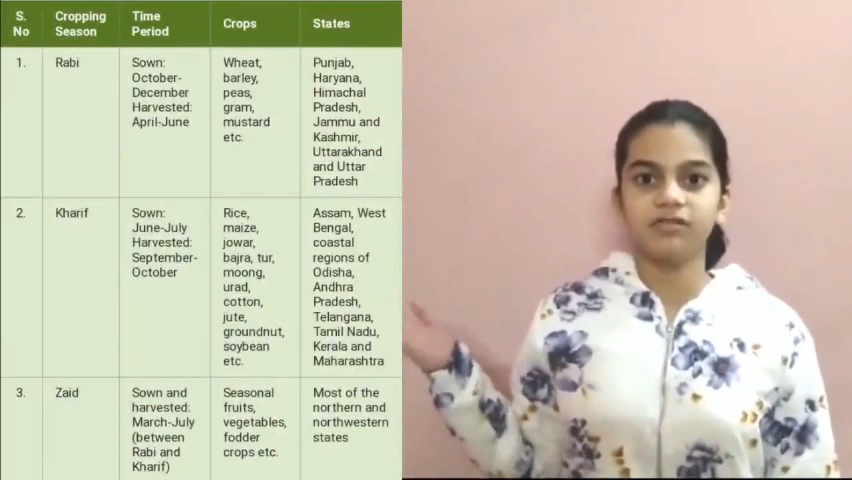 S. No
Cropping Season
Time Period
Crops
States
1.
Rabi
Sown:
October-
December
Harvested:
April-June
Wheat,
barley,
peas,
gram,
mustard
etc.
Punjab,
Haryana,
Himachal
Pradesh,
Jammu and
Kashmir,
Uttarakhand
and Uttar
Pradesh
2.
Kharif
Sown:
June-July
Harvested:
September-
October
Rice,
maize,
jowar,
bajra, tur,
moong,
urad,
cotton,
jute,
groundnut,
soybean
etc.
Assam, West
Bengal,
coastal
regions of
Odisha,
Andhra
Pradesh,
Telangana,
Tamil Nadu,
Kerala and
Maharashtra
3.
Zaid
Sown and
harvested:
March-July
(between
Rabi and
Kharif)
Seasonal
fruits,
vegetables,
fodder
crops etc.
Most of the
northern and
northwestern
states